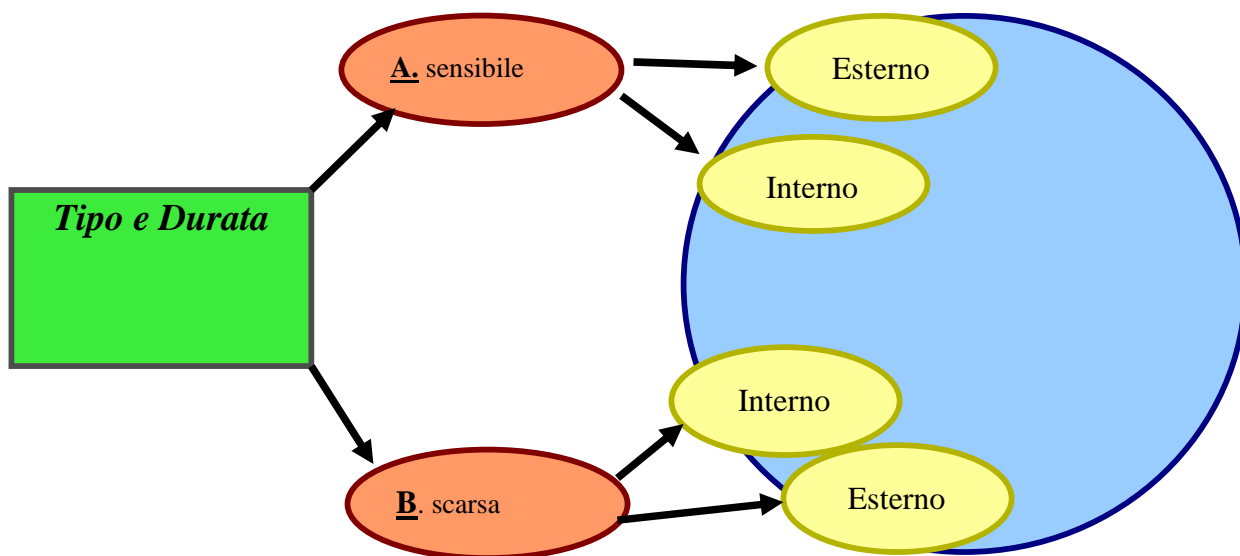 A. sensibile
Esterno
Interno
Tipo e Durata
Interno
B. scarsa
Esterno